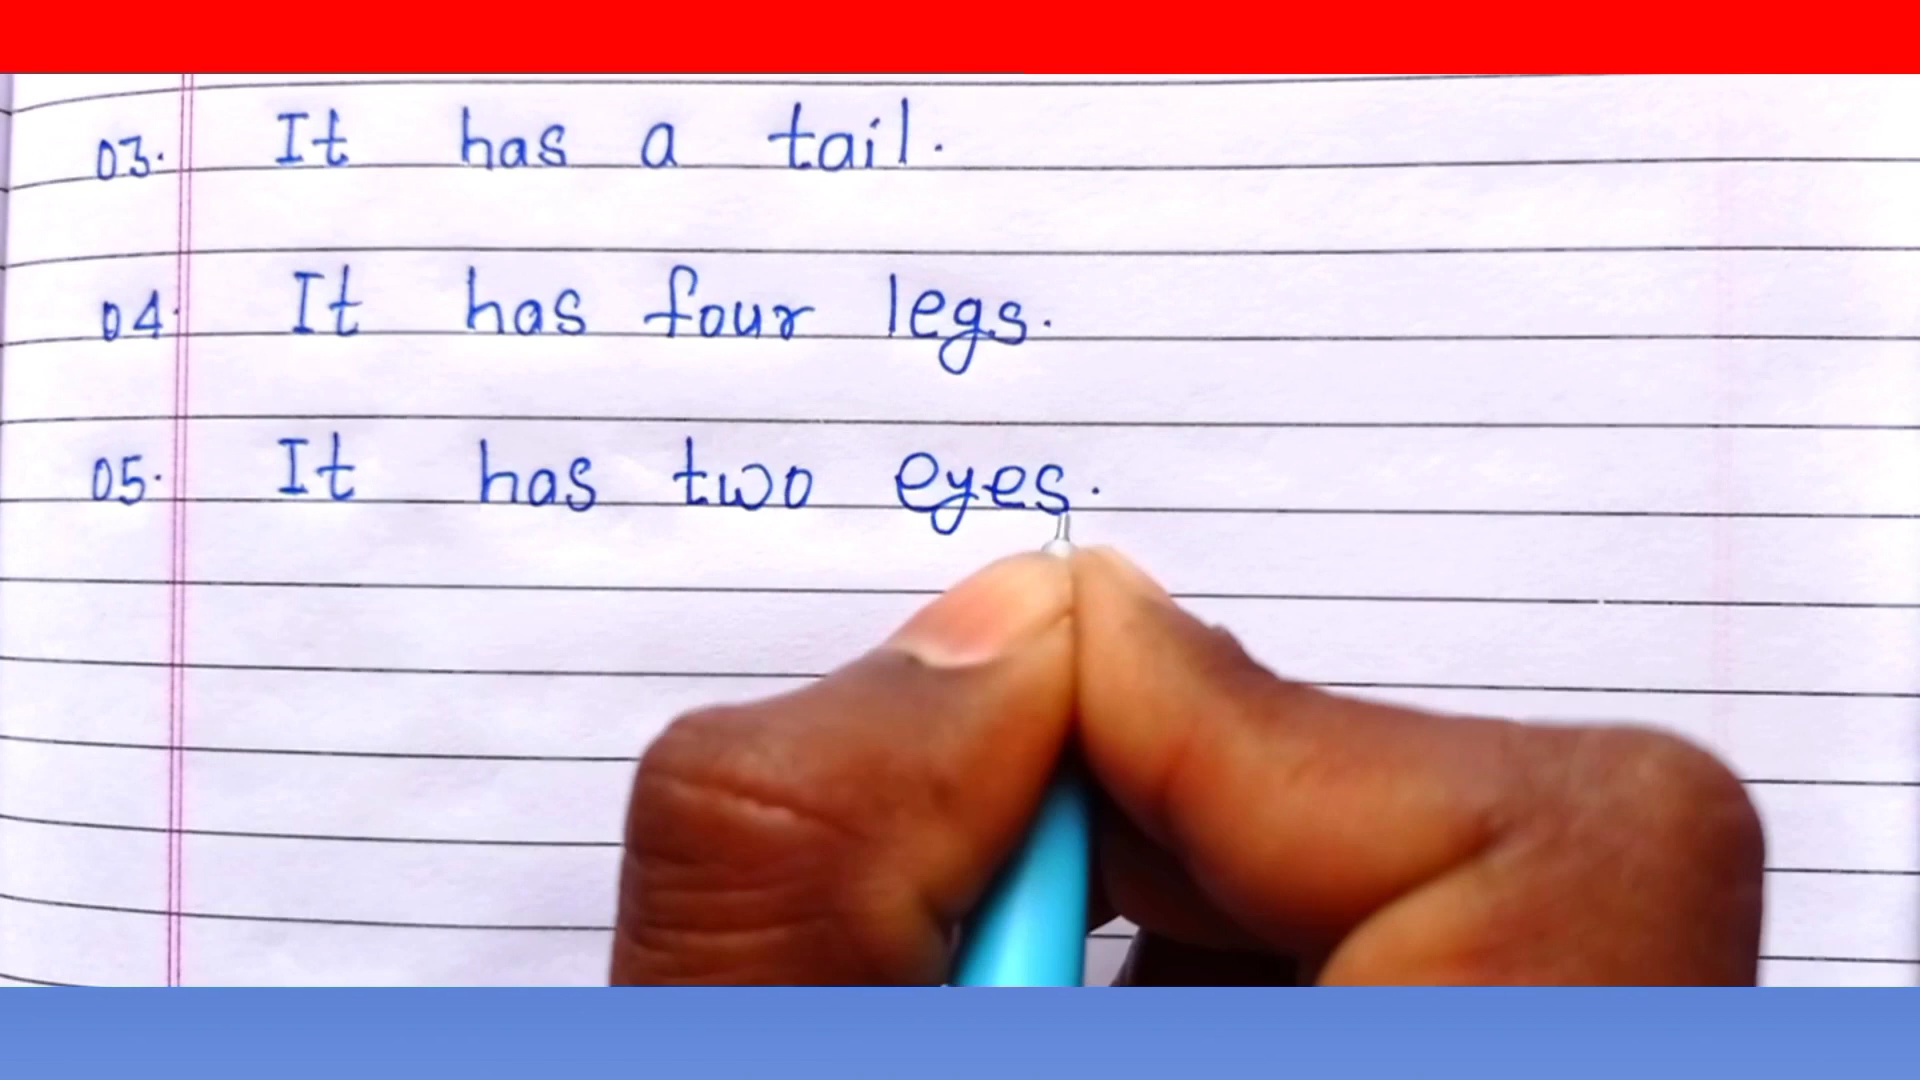 03. It has a tail.
04. It has four legs.
05. It has two eyes.